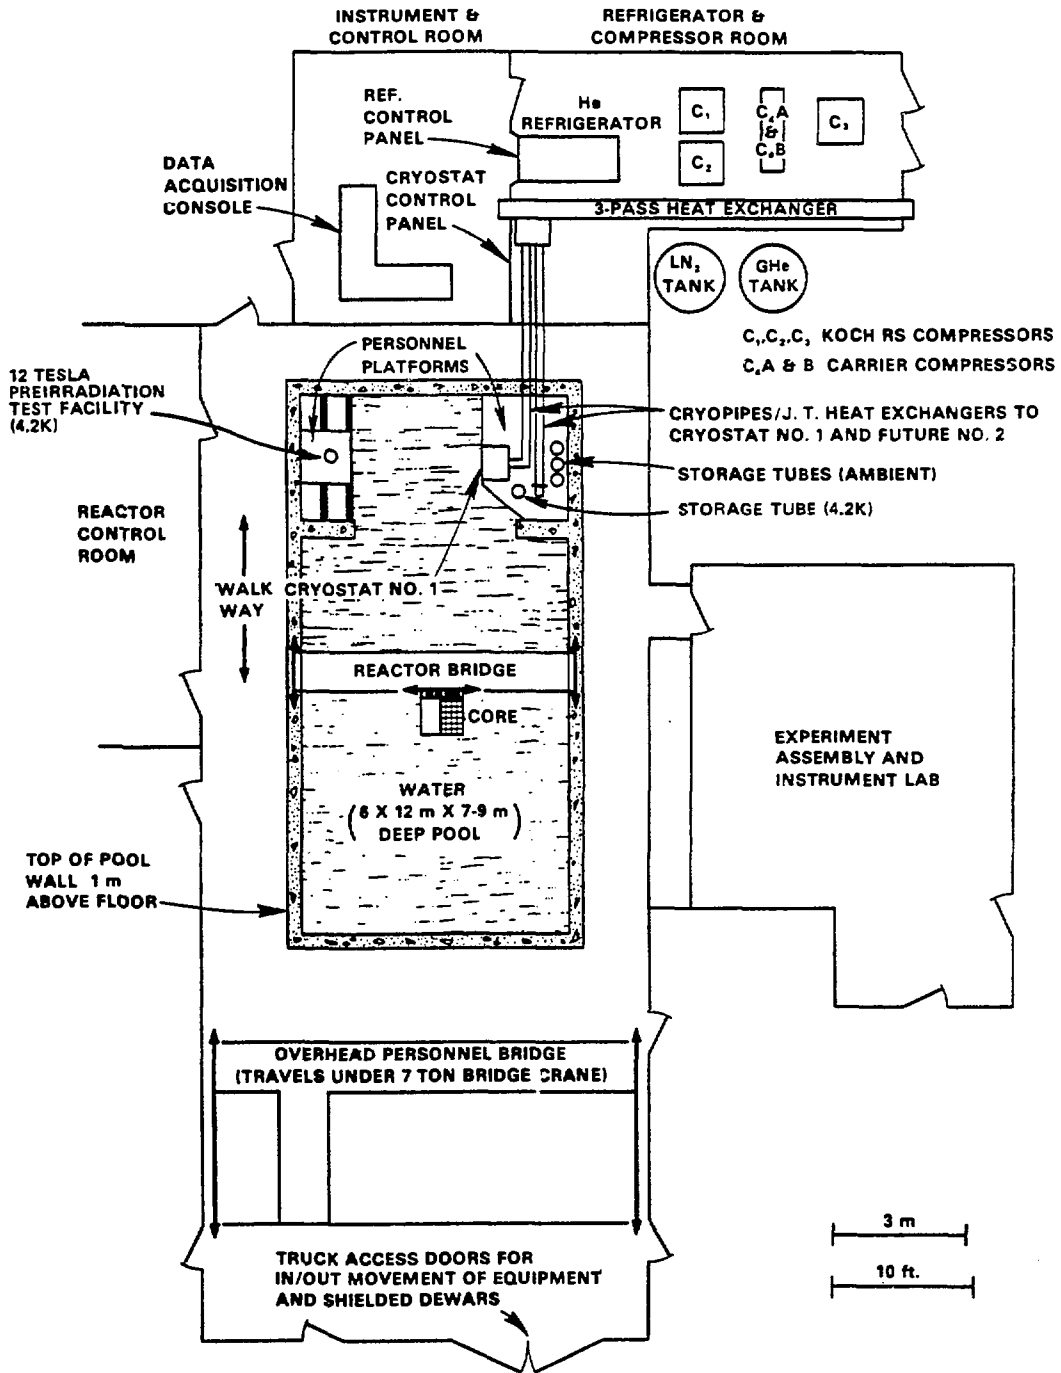 INSTRUMENT &
CONTROL ROOM
REFRIGERATOR &
COMPRESSOR ROOM
REF.
CONTROL
PANEL
He
REFRIGERATOR
C₁
C₂
C₄A
&
C₄B
C₃
DATA
ACQUISITION
CONSOLE
CRYOSTAT
CONTROL
PANEL
3-PASS HEAT EXCHANGER
LN₂
TANK
GHe
TANK
C₁,C₂,C₃ KOCH RS COMPRESSORS
C₄A & B CARRIER COMPRESSORS
PERSONNEL
PLATFORMS
12 TESLA
PREIRRADIATION
TEST FACILITY
(4.2K)
CRYOPIPES/J. T. HEAT EXCHANGERS TO
CRYOSTAT NO. 1 AND FUTURE NO. 2
STORAGE TUBES (AMBIENT)
STORAGE TUBE (4.2K)
REACTOR
CONTROL
ROOM
WALK
WAY
CRYOSTAT NO. 1
REACTOR BRIDGE
CORE
WATER
(6 X 12 m X 7-9 m)
DEEP POOL
EXPERIMENT
ASSEMBLY AND
INSTRUMENT LAB
TOP OF POOL
WALL 1 m
ABOVE FLOOR
OVERHEAD PERSONNEL BRIDGE
(TRAVELS UNDER 7 TON BRIDGE CRANE)
3 m
10 ft.
TRUCK ACCESS DOORS FOR
IN/OUT MOVEMENT OF EQUIPMENT
AND SHIELDED DEWARS